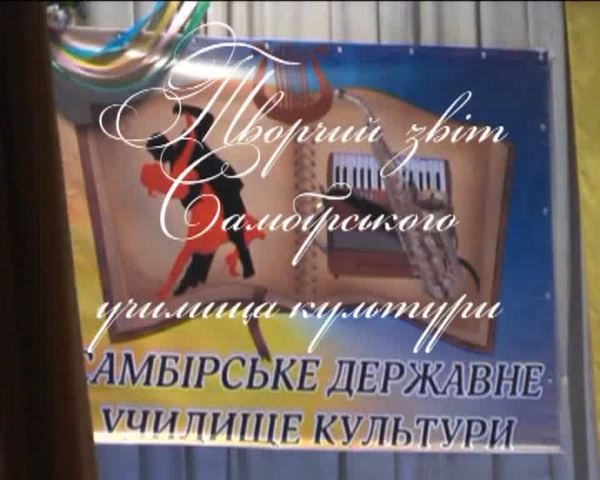 Творчий звіт
Самбірського
училища культури
САМБІРСЬКЕ ДЕРЖАВНЕ
УЧИЛИЩЕ КУЛЬТУРИ